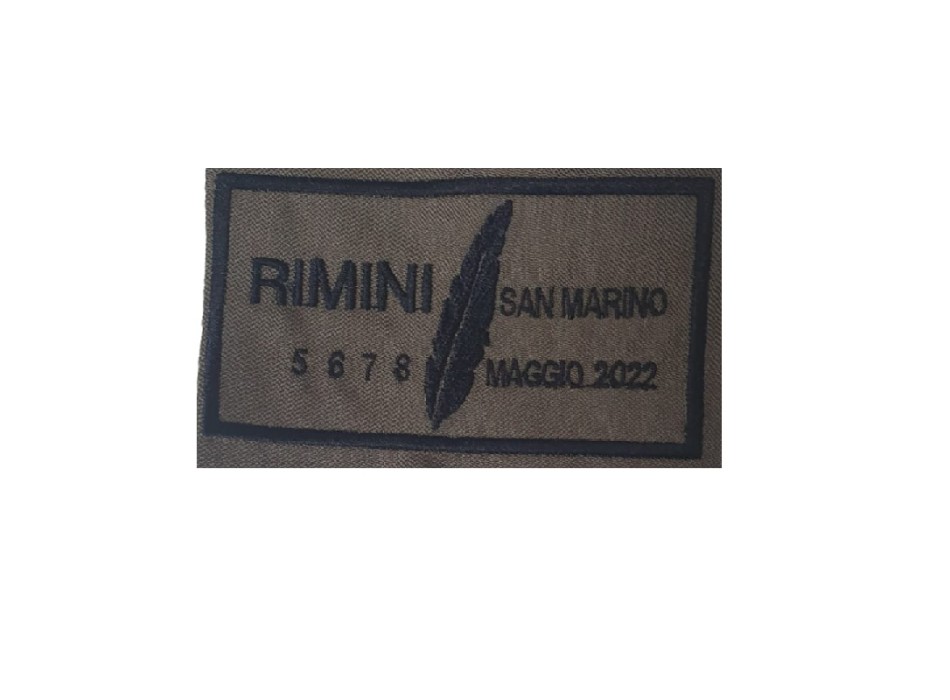 RIMINI SAN MARINO
5 6 7 8 MAGGIO 2022